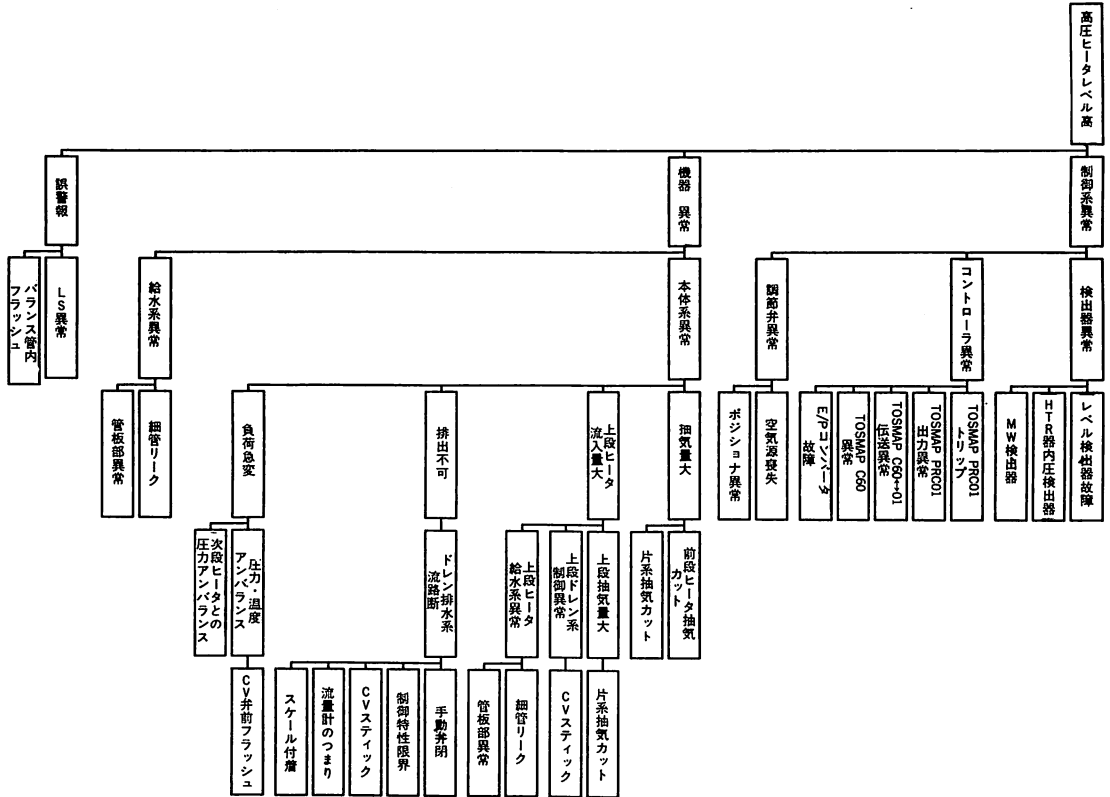 高圧ヒータレベル高
制御系異常
機器 異常
誤警報
検出器異常
コントローラ異常
調節弁異常
本体系異常
給水系異常
LS異常
バランス管内
フラッシュ
レベル検出器故障
HTR器内圧検出器
MW検出器
TOSMAP PRC01
トリップ
TOSMAP PRC01
出力異常
TOSMAP C60↔01
伝送異常
TOSMAP C60
異常
E/Pコンバータ
故障
空気源喪失
ポジショナ異常
抽気量大
上段ヒータ
流入量大
排出不可
負荷急変
細管リーク
管板部異常
前段ヒータ抽気
カット
片系抽気カット
上段抽気量大
上段ドレン系
制御異常
上段ヒータ
給水系異常
ドレン排水系
流路断
圧力・温度
アンバランス
次段ヒータとの
圧力アンバランス
片系抽気カット
CVスティック
細管リーク
管板部異常
手動弁閉
制御特性限界
CVスティック
流量計のつまり
スケール付着
CV弁前フラッシュ